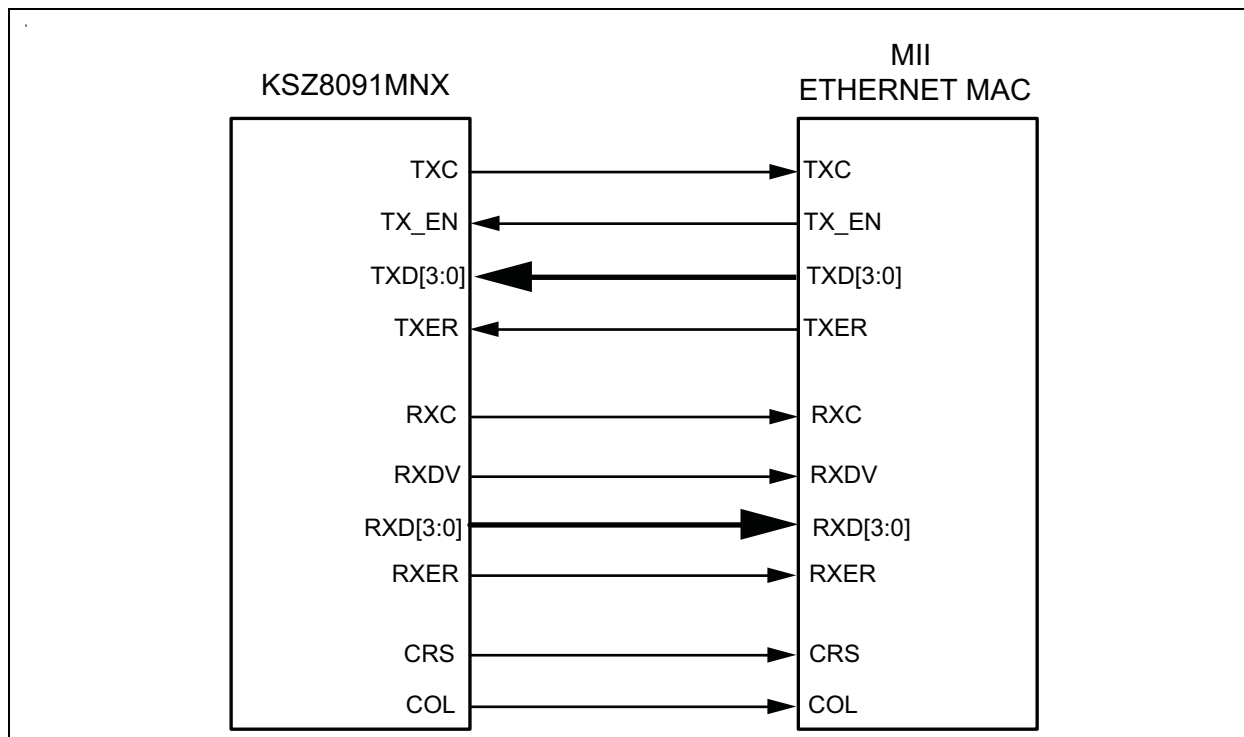 MII
KSZ8091MNX ETHERNET MAC
TXC TXC
TX_EN TX_EN
TXD[3:0] TXD[3:0]
TXER TXER
RXC RXC
RXDV RXDV
RXD[3:0] RXD[3:0]
RXER RXER
CRS CRS
COL COL